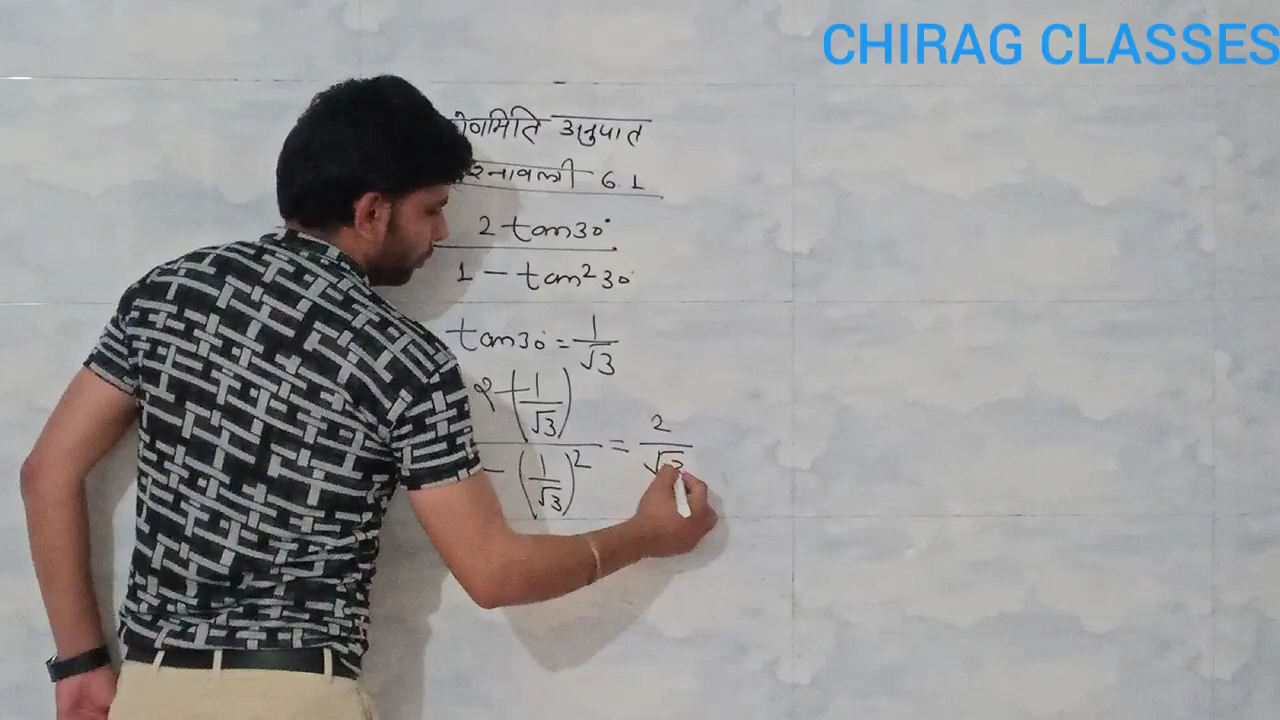 CHIRAG CLASSES
अनुपात
6.1
2 tan30°
1 - tan²30°
tan30° = 1/√3
2 (1/√3)
- (1/√3)² = 2/√3